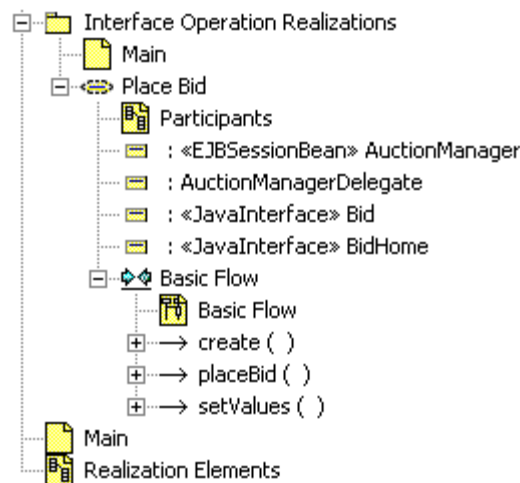 Interface Operation Realizations
Main
Place Bid
Participants
: «EJBSessionBean» AuctionManager
: AuctionManagerDelegate
: «JavaInterface» Bid
: «JavaInterface» BidHome
Basic Flow
Basic Flow
create ( )
placeBid ( )
setValues ( )
Main
Realization Elements